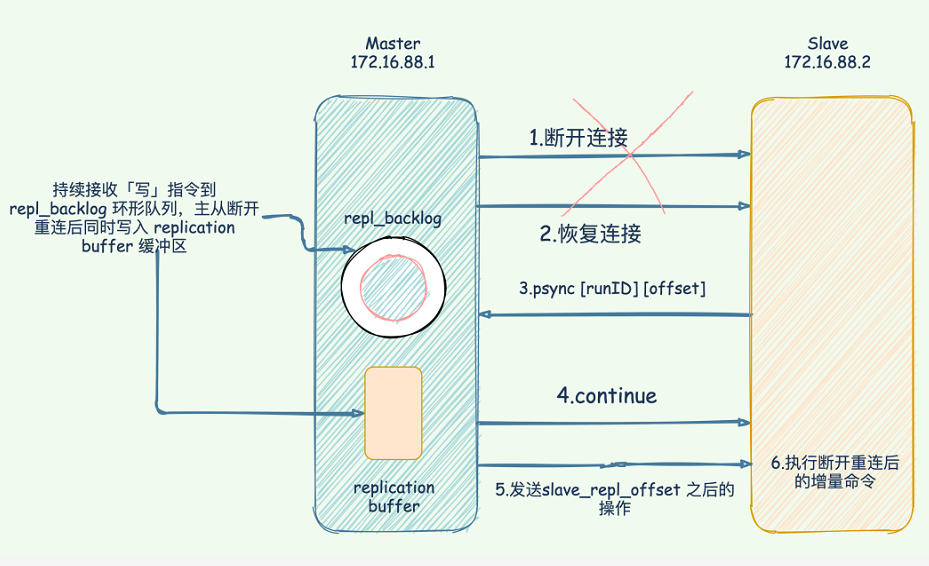 Master
172.16.88.1
Slave
172.16.88.2
1.断开连接
持续接收「写」指令到
repl_backlog 环形队列，主从断开
重连后同时写入 replication
buffer 缓冲区
repl_backlog
2.恢复连接
3.psync [runID] [offset]
4.continue
replication
buffer
5.发送slave_repl_offset 之后的
操作
6.执行断开重连后
的增量命令